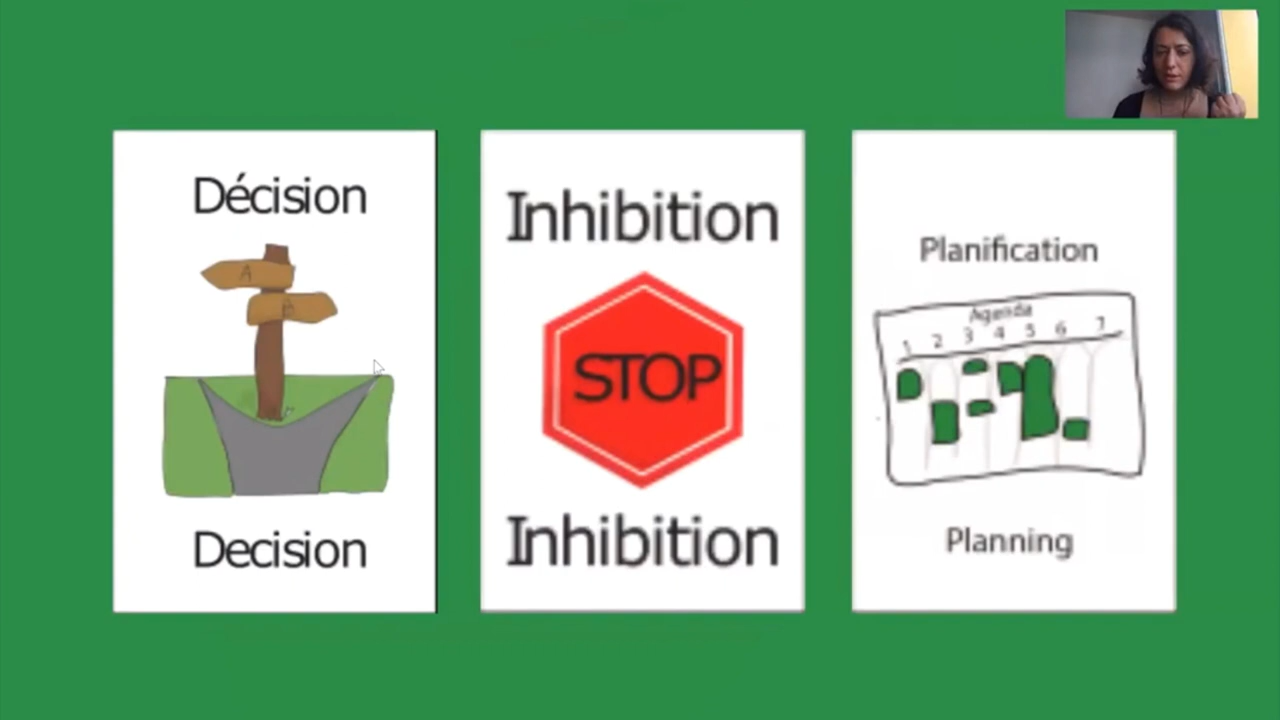 Décision
A
A
Decision
Inhibition
STOP
Inhibition
Planification
Agenda
1 2 3 4 5 6 7
Planning